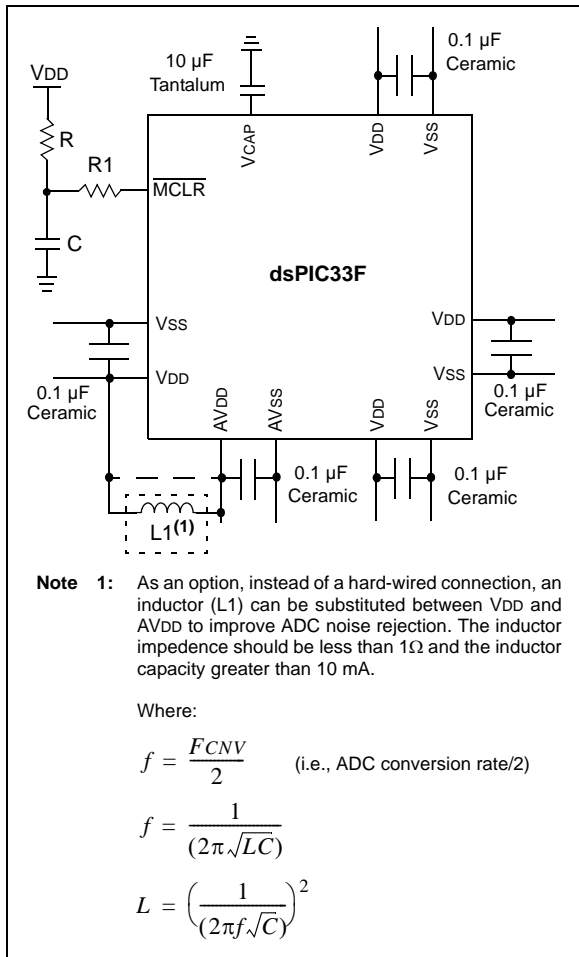 VDD
10 µF
Tantalum
0.1 µF
Ceramic
R
R1
C
MCLR
VCAP
VDD
VSS
dsPIC33F
VSS
VDD
0.1 µF
Ceramic
VDD
VSS
0.1 µF
Ceramic
AVDD
AVSS
VDD
VSS
0.1 µF
Ceramic
0.1 µF
Ceramic
L1(1)
Note 1: As an option, instead of a hard-wired connection, an
inductor (L1) can be substituted between VDD and
AVDD to improve ADC noise rejection. The inductor
impedence should be less than 1Ω and the inductor
capacity greater than 10 mA.
Where:
f = FCNV / 2 (i.e., ADC conversion rate/2)
f = 1 / (2π√LC)
L = (1 / (2πf√C))²